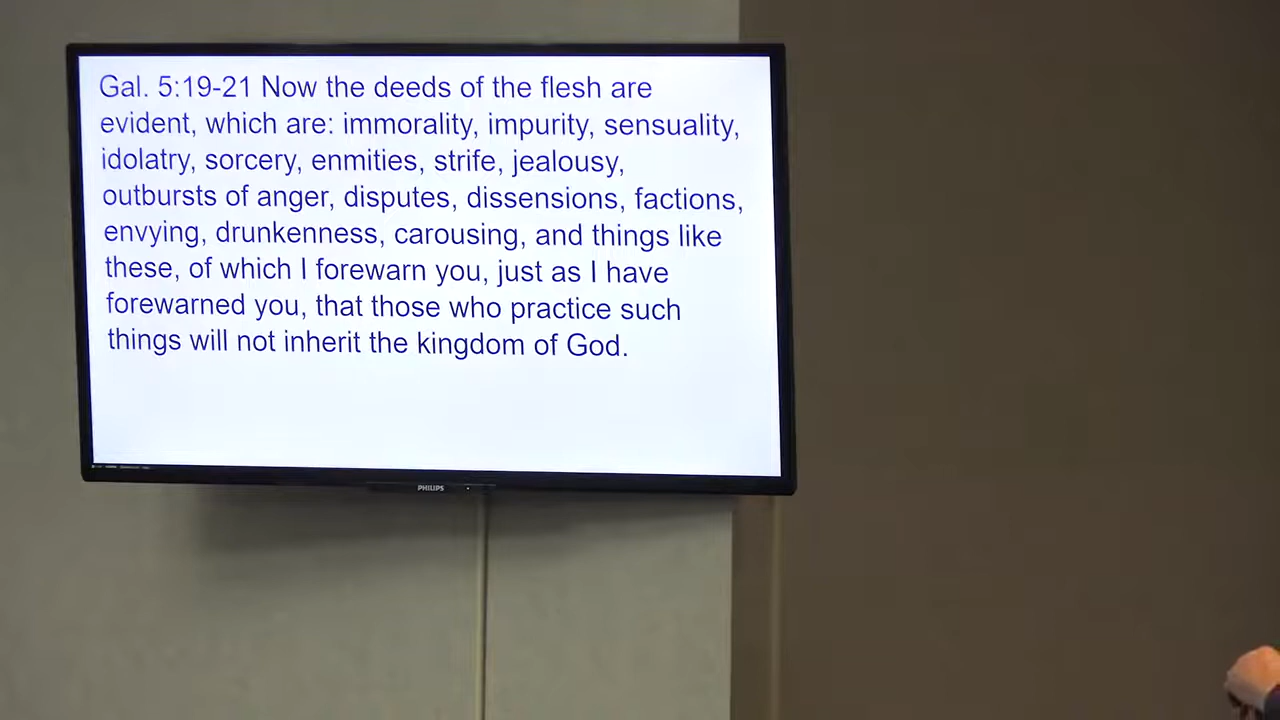 Gal. 5:19-21 Now the deeds of the flesh are
evident, which are: immorality, impurity, sensuality,
idolatry, sorcery, enmities, strife, jealousy,
outbursts of anger, disputes, dissensions, factions,
envying, drunkenness, carousing, and things like
these, of which I forewarn you, just as I have
forewarned you, that those who practice such
things will not inherit the kingdom of God.
PHILIPS